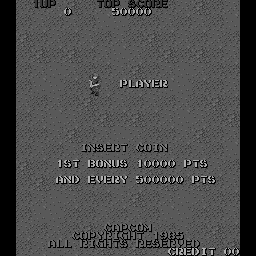 1UP TOP SCORE
0 50000
PLAYER
INSERT COIN
1ST BONUS 10000 PTS
AND EVERY 500000 PTS
CAPCOM
COPYRIGHT 1985
ALL RIGHTS RESERVED
CREDIT 00